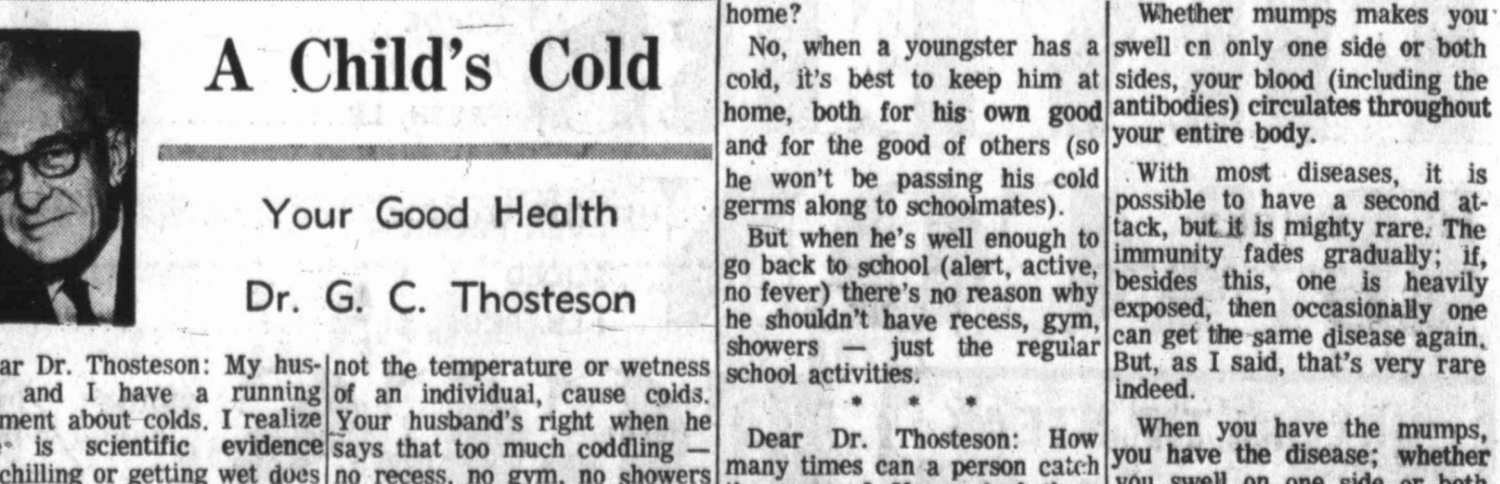 A Child's Cold
Your Good Health
Dr. G. C. Thosteson
ar Dr. Thosteson: My hus-
and I have a running
ment about colds. I realize
is scientific evidence
chilling or getting wet does
not the temperature or wetness
of an individual, cause colds.
Your husband's right when he
says that too much coddling —
no recess, no gym, no showers
home?
No, when a youngster has a
cold, it's best to keep him at
home, both for his own good
and for the good of others (so
he won't be passing his cold
germs along to schoolmates).
But when he's well enough to
go back to school (alert, active,
no fever) there's no reason why
he shouldn't have recess, gym,
showers — just the regular
school activities.
* * *
Dear Dr. Thosteson: How
many times can a person catch
Whether mumps makes you
swell cn only one side or both
sides, your blood (including the
antibodies) circulates throughout
your entire body.
With most diseases, it is
possible to have a second at-
tack, but it is mighty rare. The
immunity fades gradually; if,
besides this, one is heavily
exposed, then occasionally one
can get the same disease again.
But, as I said, that's very rare
indeed.
When you have the mumps,
you have the disease; whether
you swell on one side or both